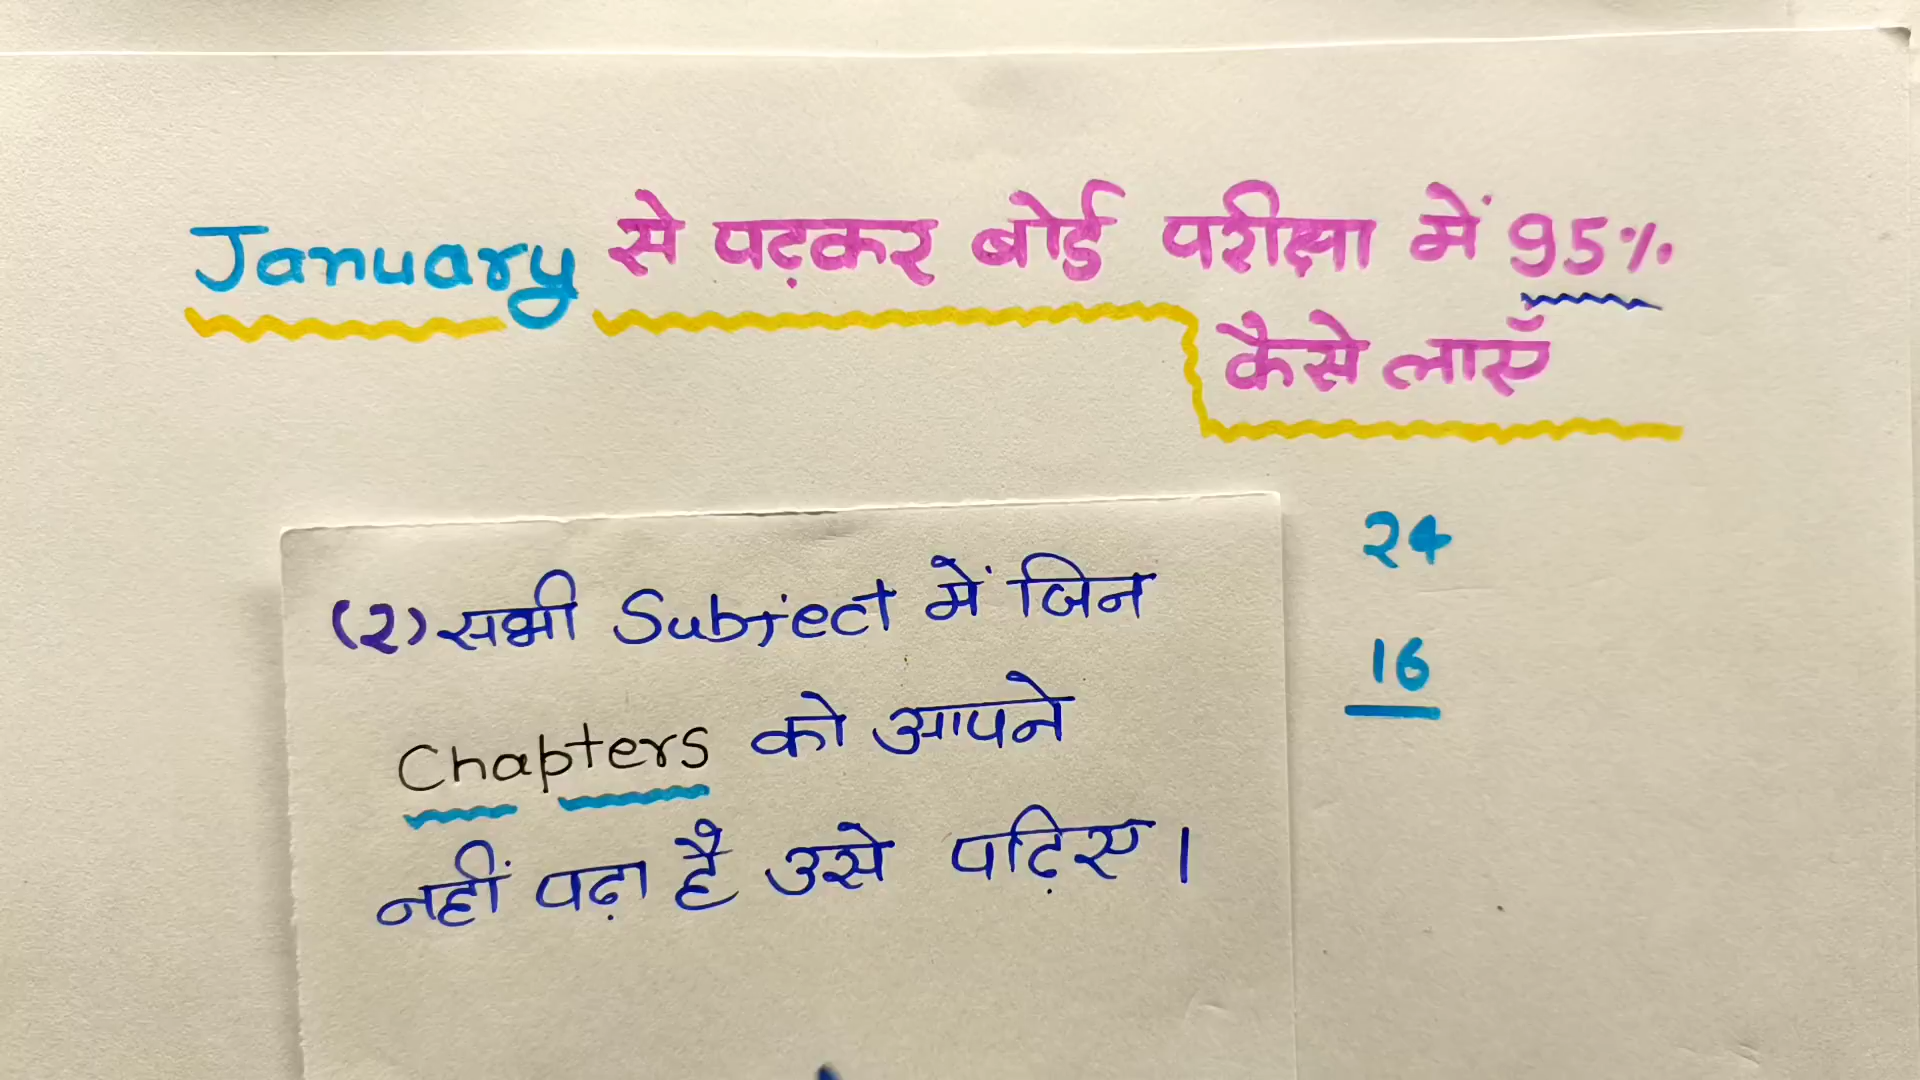 January से पढ़कर बोर्ड परीक्षा में 95%
कैसे लाएँ
(2) सभी Subject में जिन
Chapters को आपने
नहीं पढ़ा है उसे पढ़िए।
24
16